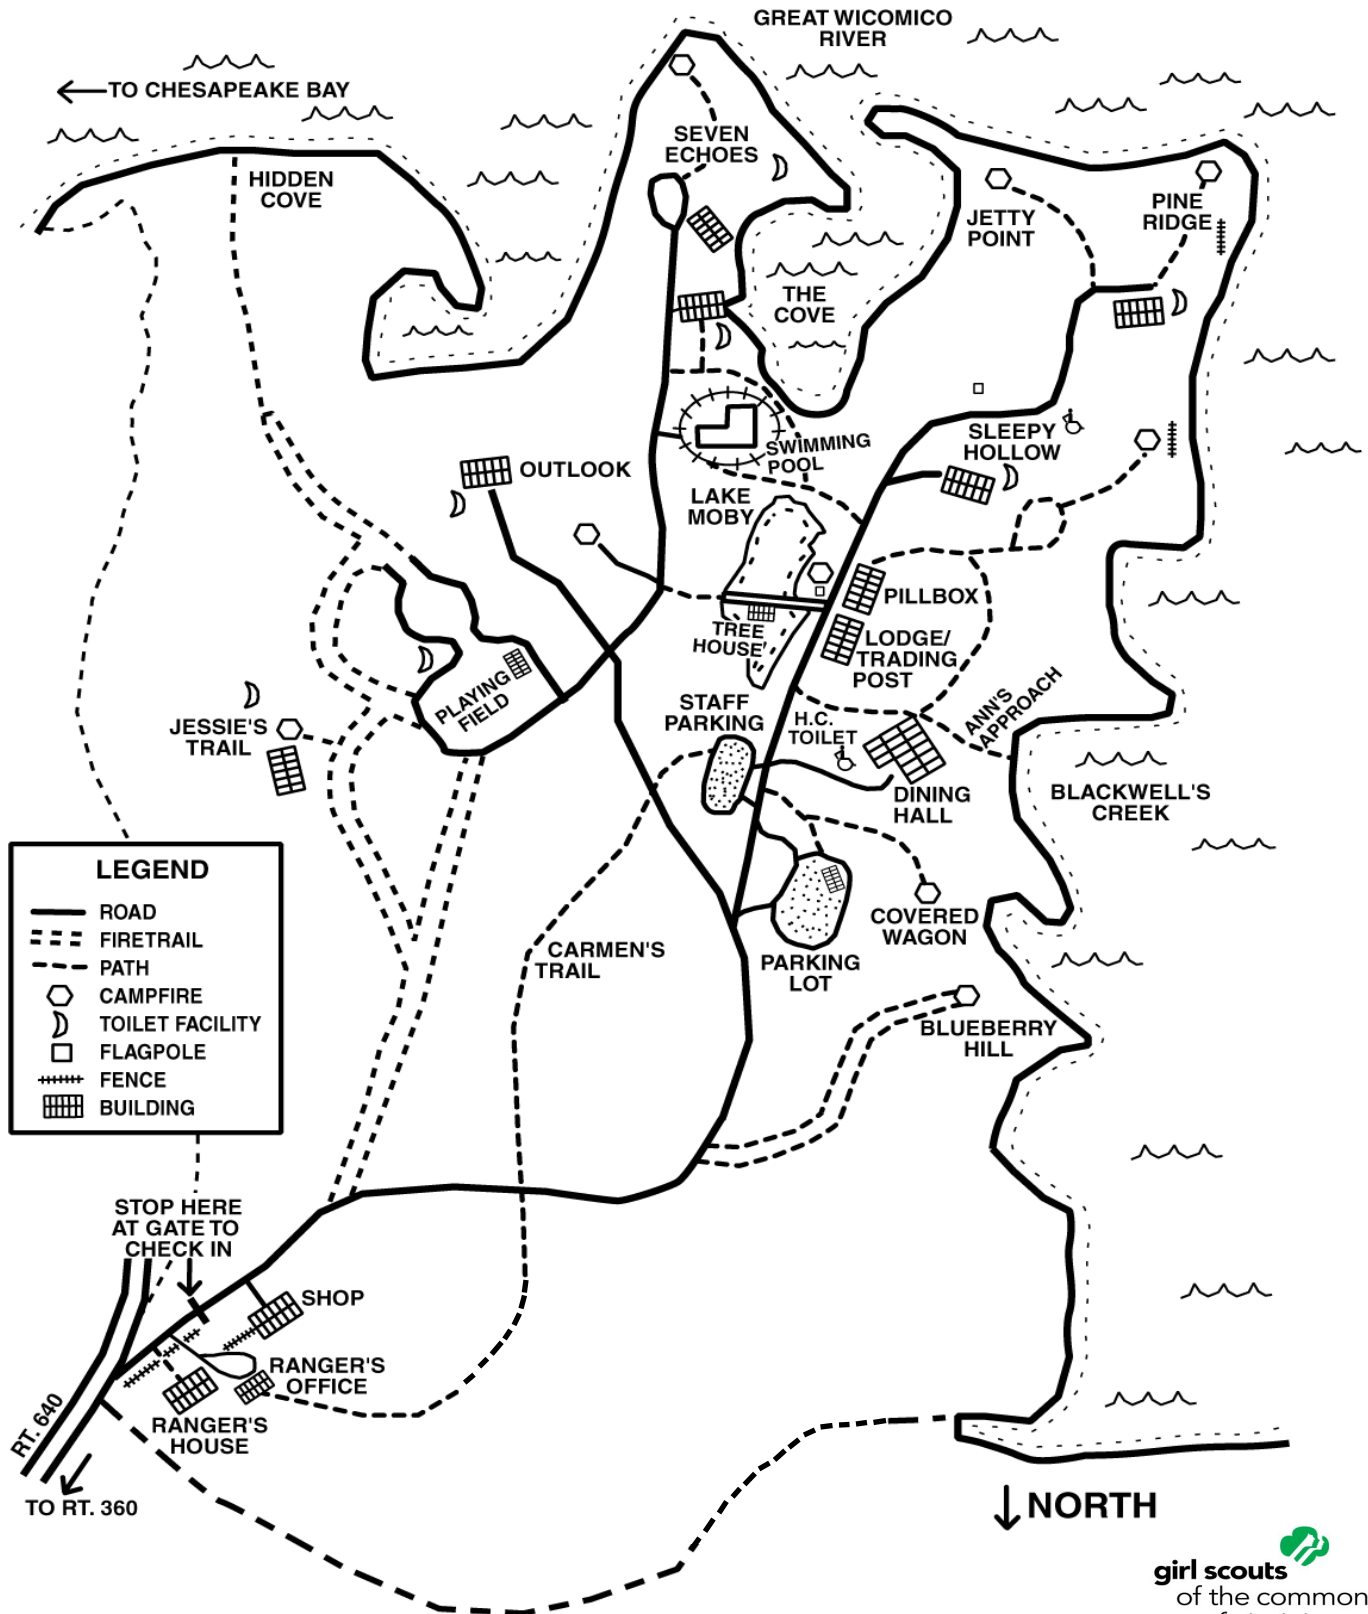 GREAT WICOMICO
RIVER
TO CHESAPEAKE BAY
SEVEN
ECHOES
HIDDEN
COVE
JETTY
POINT
PINE
RIDGE
THE
COVE
SWIMMING
POOL
SLEEPY
HOLLOW
OUTLOOK
LAKE
MOBY
PILLBOX
TREE
HOUSE
LODGE/
TRADING
POST
PLAYING
FIELD
JESSIE'S
TRAIL
STAFF
PARKING
H.C.
TOILET
ANN'S
APPROACH
DINING
HALL
BLACKWELL'S
CREEK
LEGEND
ROAD
FIRETRAIL
PATH
CAMPFIRE
TOILET FACILITY
FLAGPOLE
FENCE
BUILDING
COVERED
WAGON
CARMEN'S
TRAIL
PARKING
LOT
BLUEBERRY
HILL
STOP HERE
AT GATE TO
CHECK IN
SHOP
RANGER'S
OFFICE
RANGER'S
HOUSE
RT. 640
TO RT. 360
NORTH
girl scouts
of the common